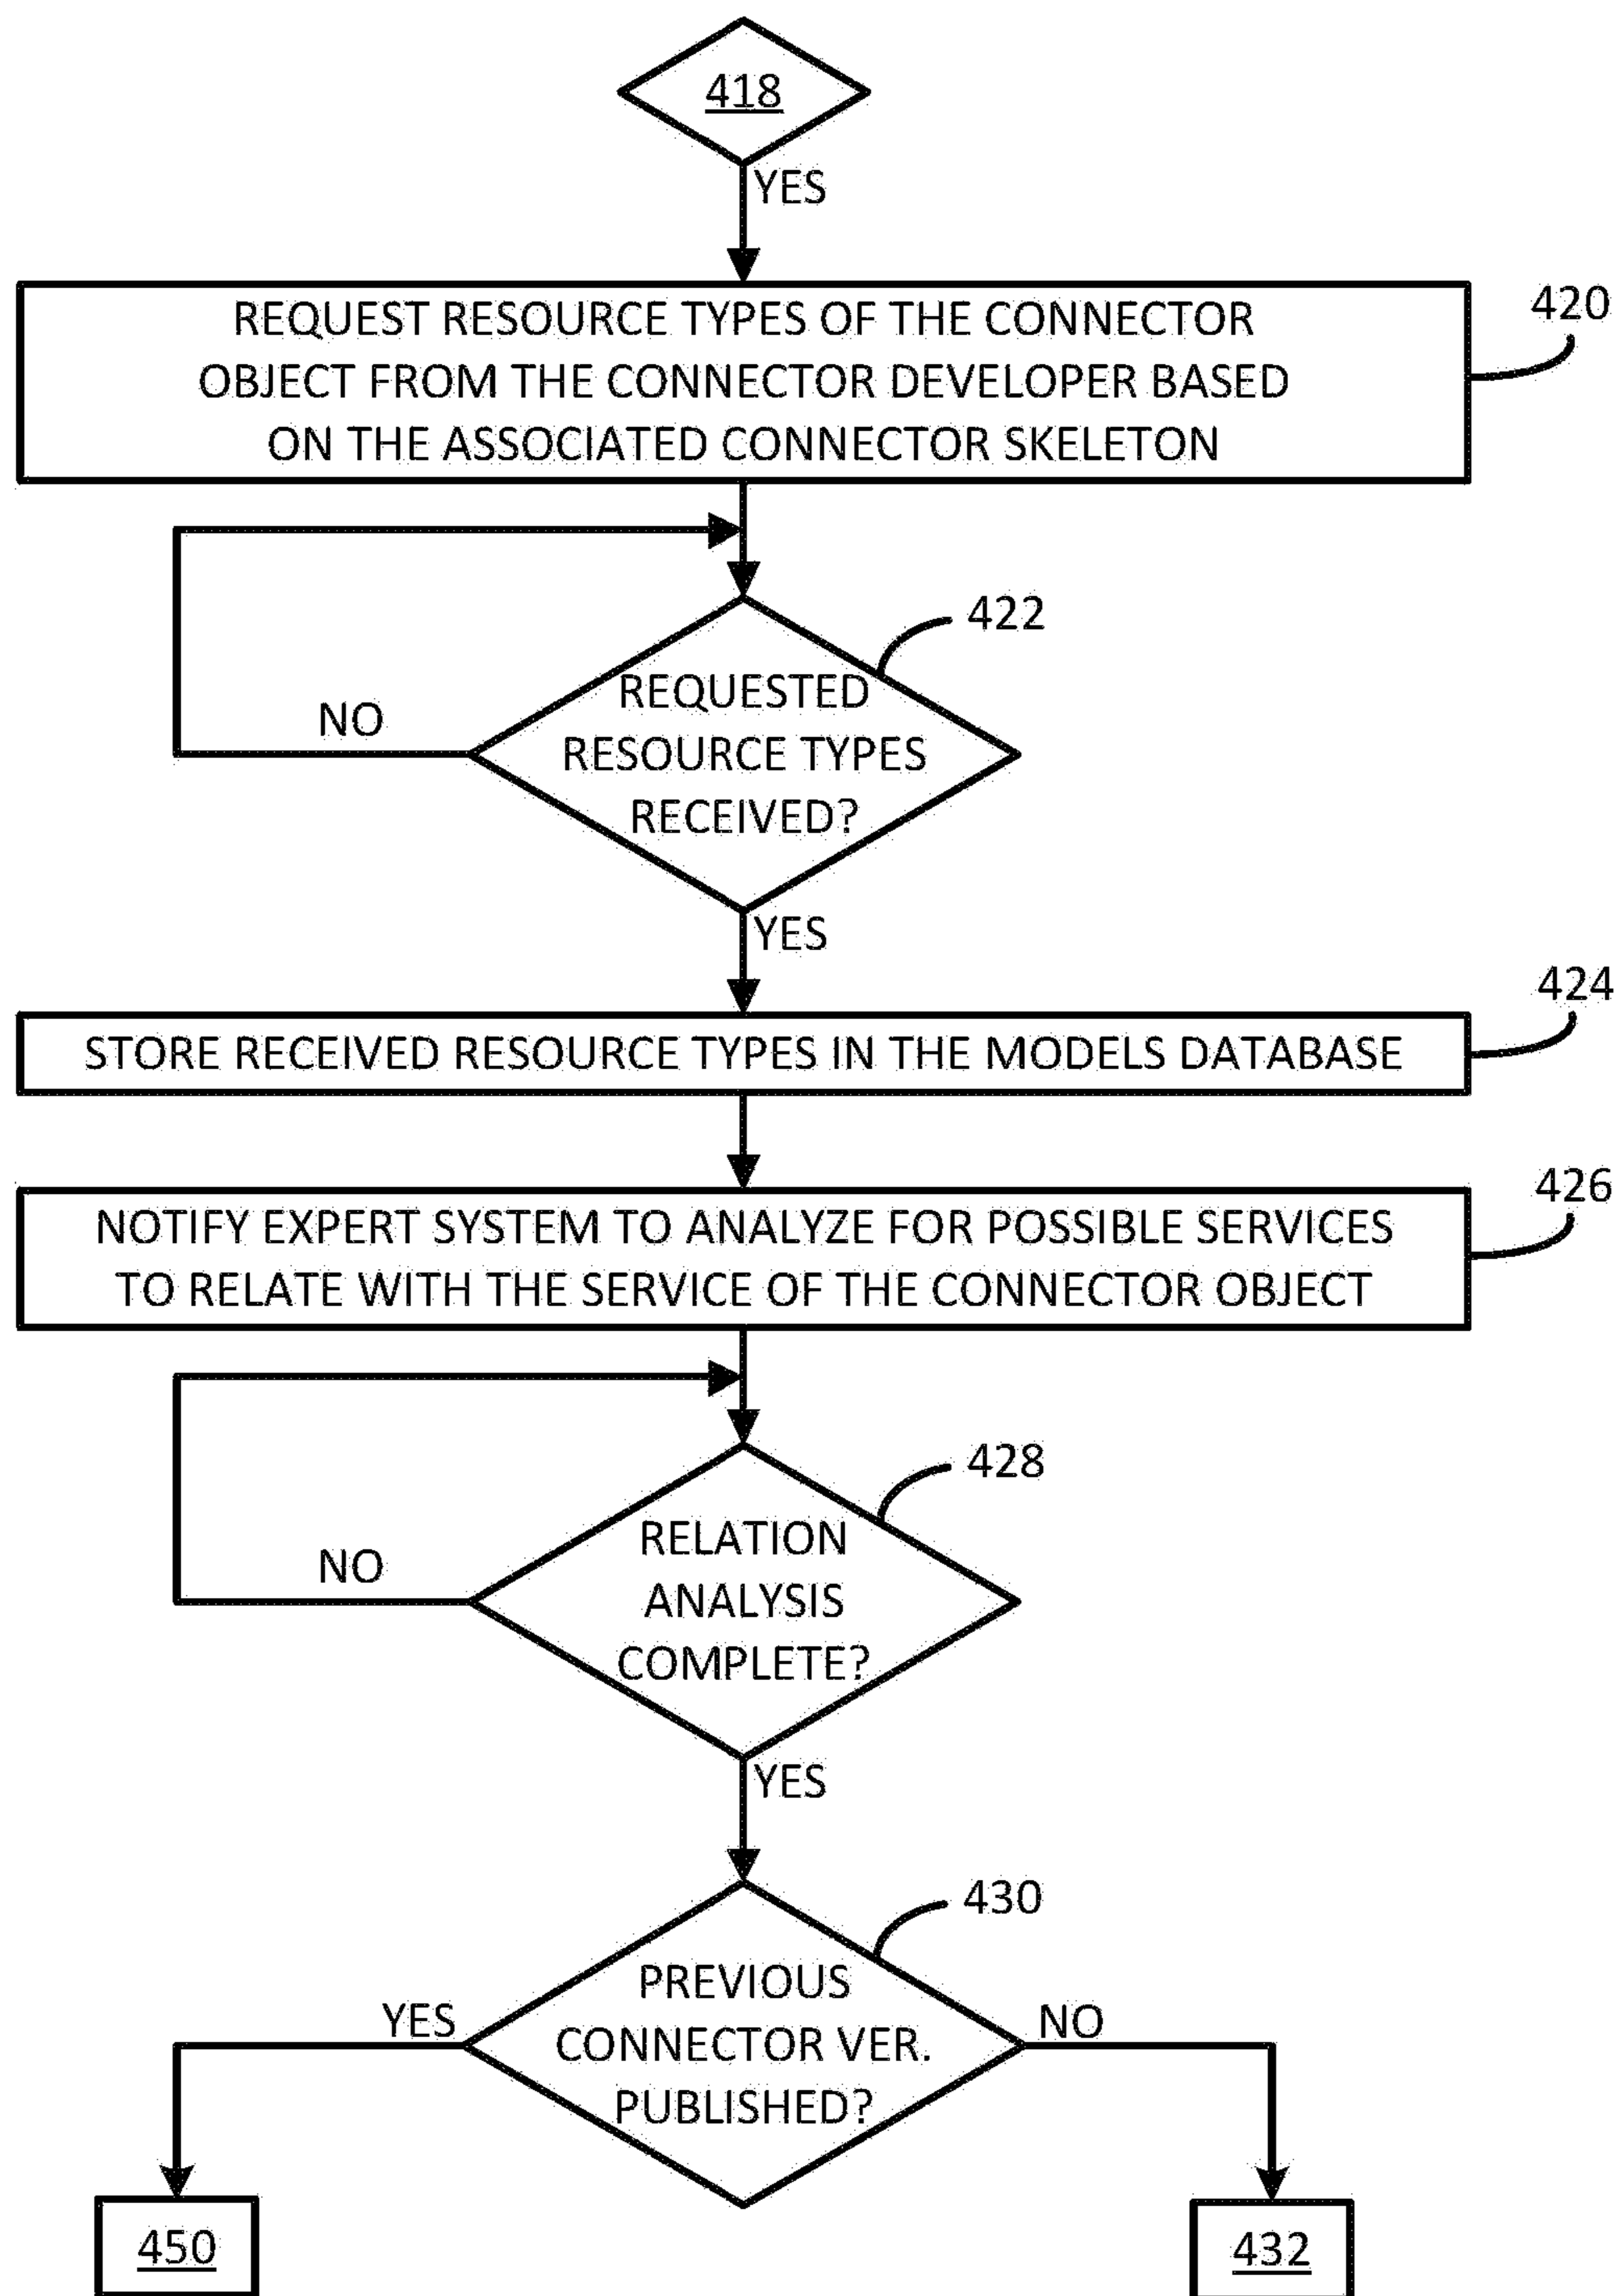 418
YES
REQUEST RESOURCE TYPES OF THE CONNECTOR
OBJECT FROM THE CONNECTOR DEVELOPER BASED
ON THE ASSOCIATED CONNECTOR SKELETON
420
422
REQUESTED
RESOURCE TYPES
RECEIVED?
NO
YES
424
STORE RECEIVED RESOURCE TYPES IN THE MODELS DATABASE
426
NOTIFY EXPERT SYSTEM TO ANALYZE FOR POSSIBLE SERVICES
TO RELATE WITH THE SERVICE OF THE CONNECTOR OBJECT
428
RELATION
ANALYSIS
COMPLETE?
NO
YES
430
PREVIOUS
CONNECTOR VER.
PUBLISHED?
YES
NO
450
432